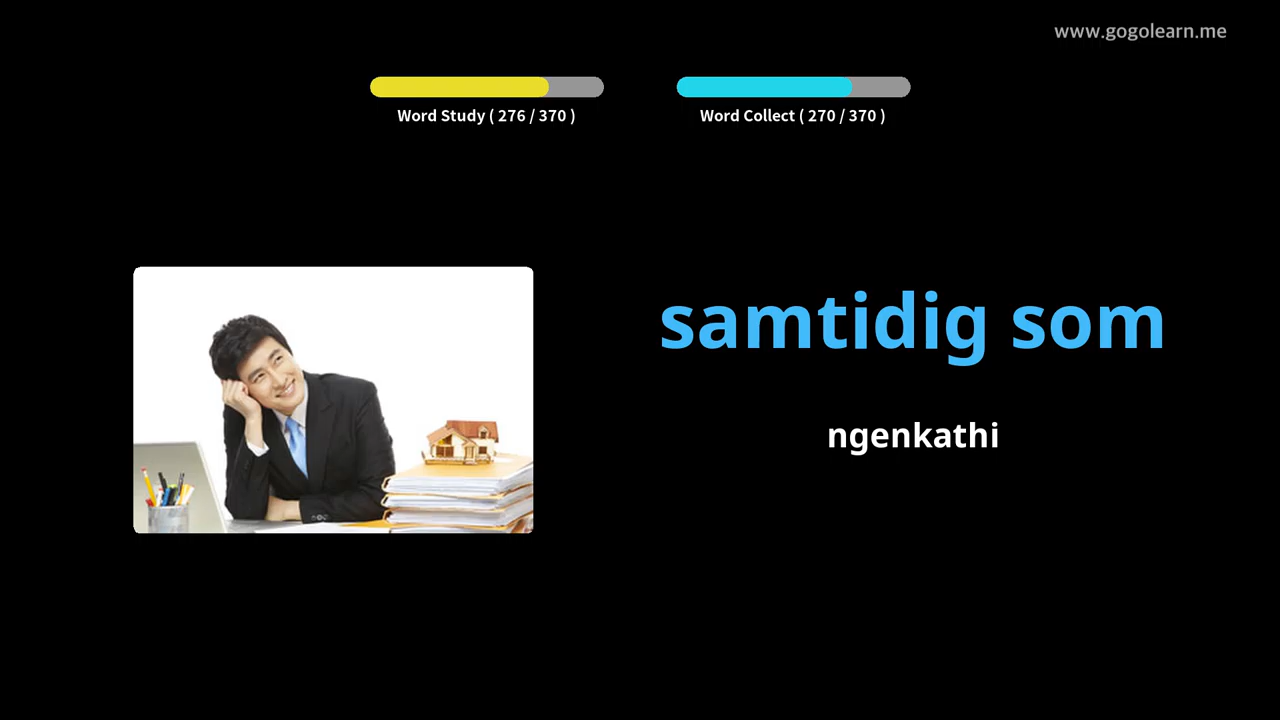 www.gogolearn.me
Word Study ( 276 / 370 )
Word Collect ( 270 / 370 )
samtidig som
ngenkathi